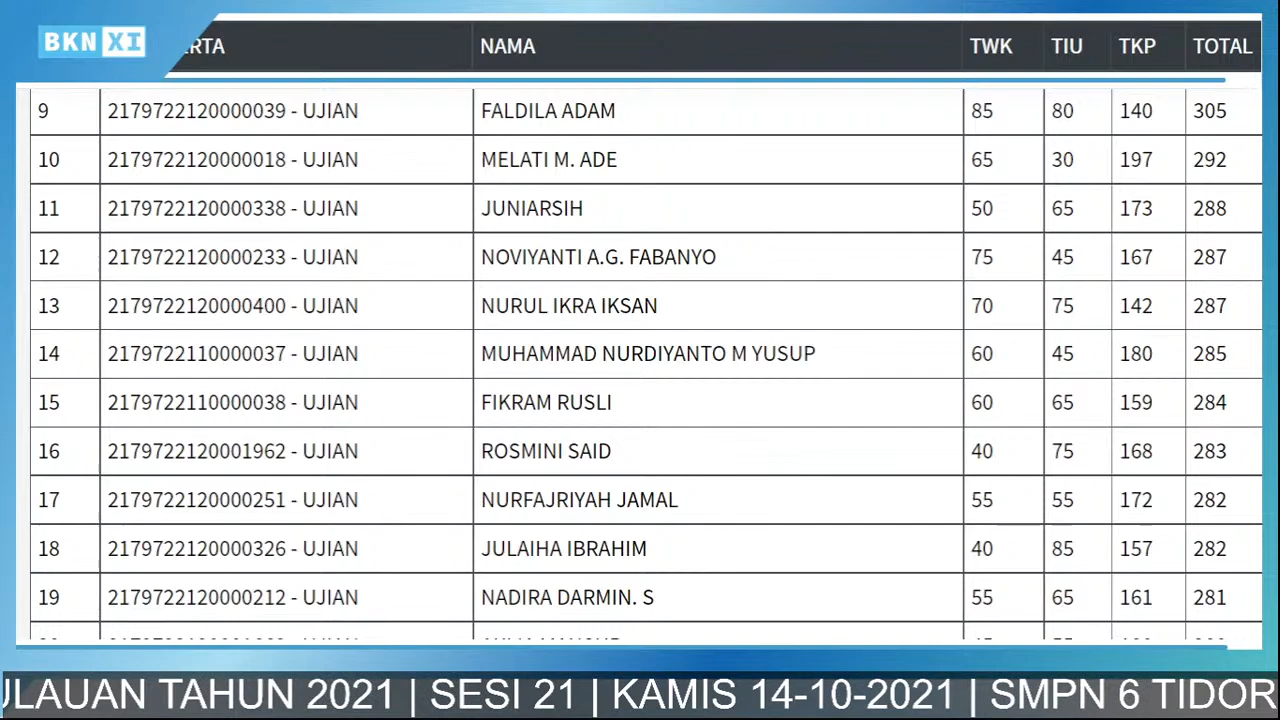 BKN XI
ERTA NAMA TWK TIU TKP TOTAL
9 2179722120000039 - UJIAN FALDILA ADAM 85 80 140 305
10 2179722120000018 - UJIAN MELATI M. ADE 65 30 197 292
11 2179722120000338 - UJIAN JUNIARSIH 50 65 173 288
12 2179722120000233 - UJIAN NOVIYANTI A.G. FABANYO 75 45 167 287
13 2179722120000400 - UJIAN NURUL IKRA IKSAN 70 75 142 287
14 2179722110000037 - UJIAN MUHAMMAD NURDIYANTO M YUSUP 60 45 180 285
15 2179722110000038 - UJIAN FIKRAM RUSLI 60 65 159 284
16 2179722120001962 - UJIAN ROSMINI SAID 40 75 168 283
17 2179722120000251 - UJIAN NURFAJRIYAH JAMAL 55 55 172 282
18 2179722120000326 - UJIAN JULAIHA IBRAHIM 40 85 157 282
19 2179722120000212 - UJIAN NADIRA DARMIN. S 55 65 161 281
ULAUAN TAHUN 2021 | SESI 21 | KAMIS 14-10-2021 | SMPN 6 TIDOR